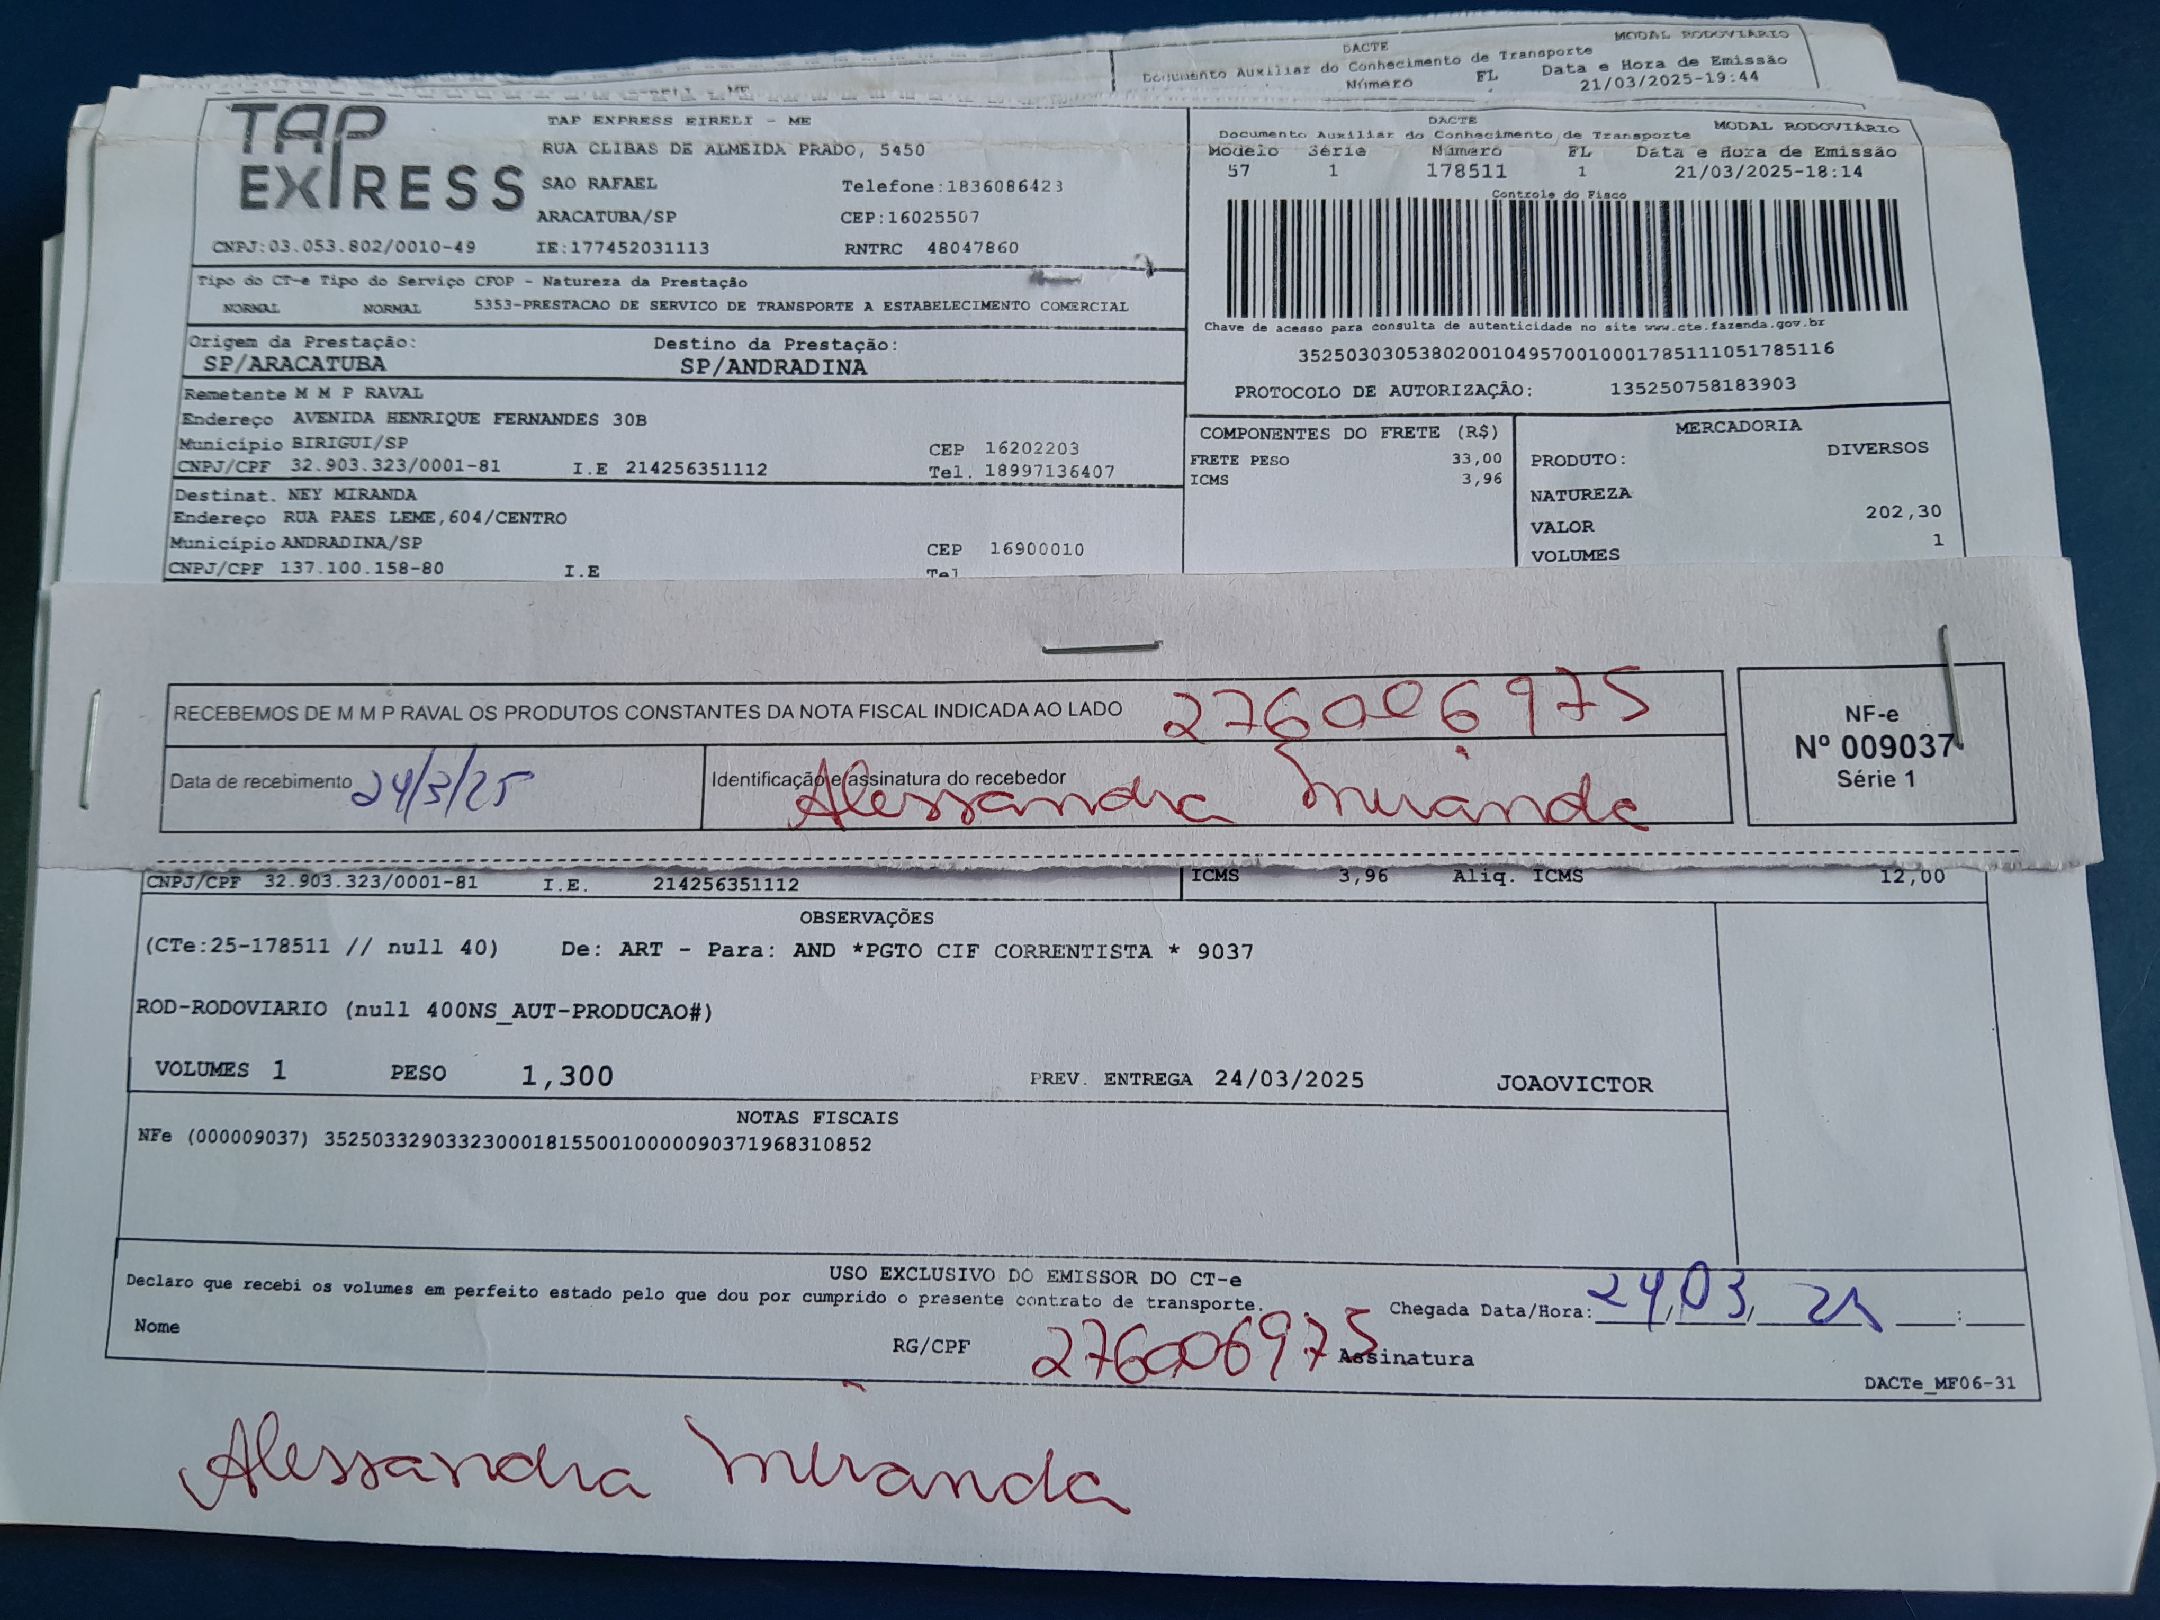 DACTE
MODAL RODOVIÁRIO
Documento Auxiliar do Conhecimento de Transporte
Número FL Data e Hora de Emissão
21/03/2025-19:44
TAP EXPRESS
TAP EXPRESS EIRELI - ME
RUA CLIBAS DE ALMEIDA PRADO, 5450
SAO RAFAEL Telefone:1836086423
ARACATUBA/SP CEP:16025507
CNPJ:03.053.802/0010-49 IE:177452031113 RNTRC 48047860
DACTE
Documento Auxiliar do Conhecimento de Transporte MODAL RODOVIÁRIO
Modelo Série Número FL Data e Hora de Emissão
57 1 178511 1 21/03/2025-18:14
Controle do Fisco
Chave de acesso para consulta de autenticidade no site www.cte.fazenda.gov.br
35250303053802001049570010001785111051785116
PROTOCOLO DE AUTORIZAÇÃO: 135250758183903
Tipo do CT-e Tipo do Serviço CFOP - Natureza da Prestação
NORMAL NORMAL 5353-PRESTACAO DE SERVICO DE TRANSPORTE A ESTABELECIMENTO COMERCIAL
Origem da Prestação: Destino da Prestação:
SP/ARACATUBA SP/ANDRADINA
Remetente M M P RAVAL
Endereço AVENIDA HENRIQUE FERNANDES 30B
Município BIRIGUI/SP CEP 16202203
CNPJ/CPF 32.903.323/0001-81 I.E 214256351112 Tel. 18997136407
Destinat. NEY MIRANDA
Endereço RUA PAES LEME,604/CENTRO
Município ANDRADINA/SP CEP 16900010
CNPJ/CPF 137.100.158-80 I.E Tel
COMPONENTES DO FRETE (R$)
FRETE PESO 33,00
ICMS 3,96
MERCADORIA
PRODUTO: DIVERSOS
NATUREZA
VALOR 202,30
VOLUMES 1
RECEBEMOS DE M M P RAVAL OS PRODUTOS CONSTANTES DA NOTA FISCAL INDICADA AO LADO 276006975
Data de recebimento 24/3/25 Identificação e assinatura do recebedor
Alessandra Miranda
NF-e
Nº 009037
Série 1
CNPJ/CPF 32.903.323/0001-81 I.E. 214256351112 ICMS 3,96 Aliq. ICMS 12,00
OBSERVAÇÕES
(CTe:25-178511 // null 40) De: ART - Para: AND *PGTO CIF CORRENTISTA * 9037
ROD-RODOVIARIO (null 400NS_AUT-PRODUCAO#)
VOLUMES 1 PESO 1,300 PREV. ENTREGA 24/03/2025 JOAOVICTOR
NOTAS FISCAIS
NFe (000009037) 35250332903323000181550010000090371968310852
USO EXCLUSIVO DO EMISSOR DO CT-e
Declaro que recebi os volumes em perfeito estado pelo que dou por cumprido o presente contrato de transporte.
Chegada Data/Hora: 24/03/25 :
Nome RG/CPF 276006975 Assinatura
DACTe_MF06-31
Alessandra Miranda